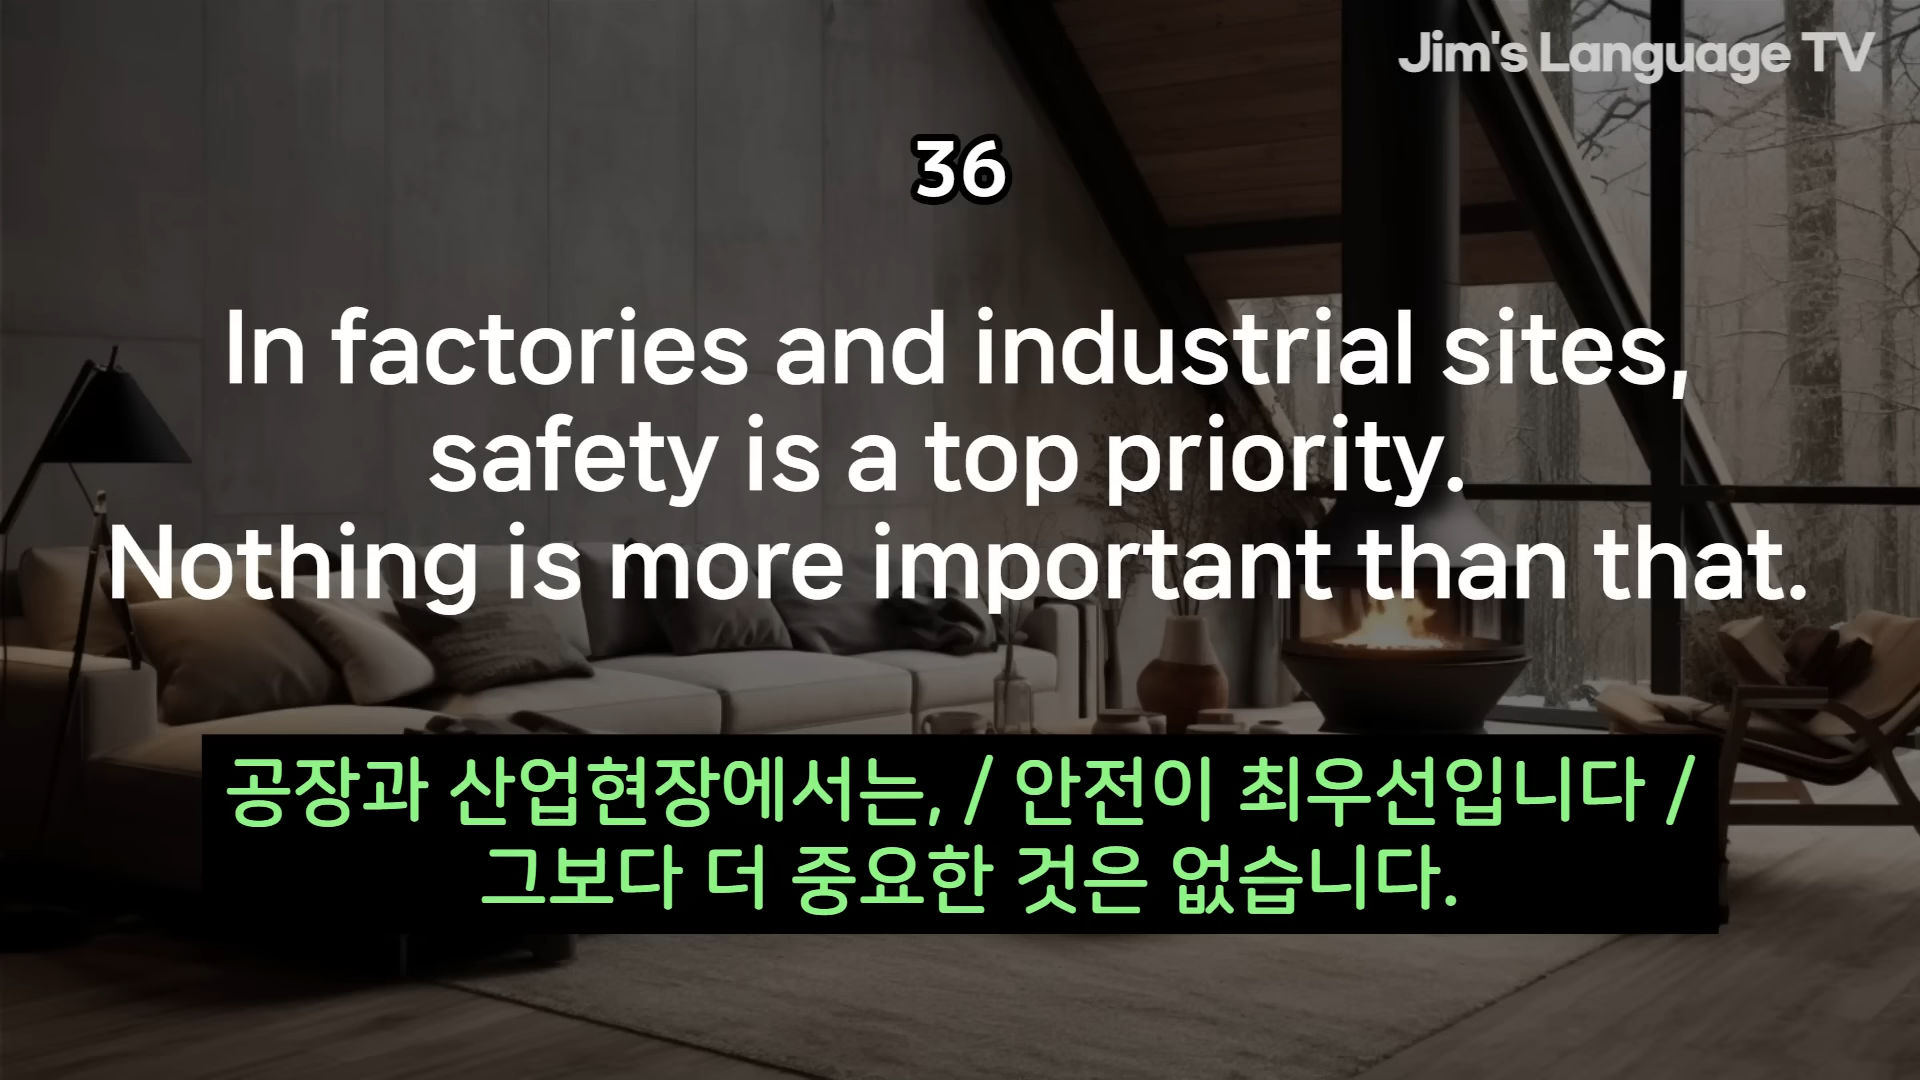 Jim's Language TV
36
In factories and industrial sites,
safety is a top priority.
Nothing is more important than that.
공장과 산업현장에서는, / 안전이 최우선입니다 /
그보다 더 중요한 것은 없습니다.